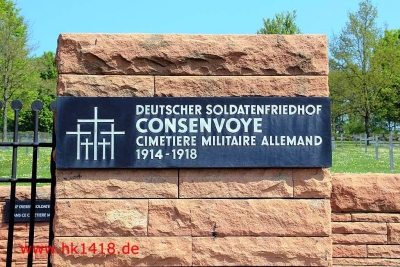 DEUTSCHER SOLDATENFRIEDHOF
CONSENVOYE
CIMETIERE MILITAIRE ALLEMAND
1914-1918
www.hk1418.de